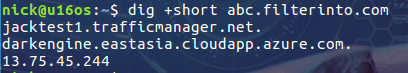 nick@u16os:~$ dig +short abc.filterinto.com
jacktest1.trafficmanager.net.
darkengine.eastasia.cloudapp.azure.com.
13.75.45.244